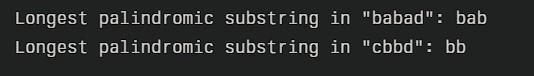 Longest palindromic substring in "babad": bab
Longest palindromic substring in "cbbd": bb